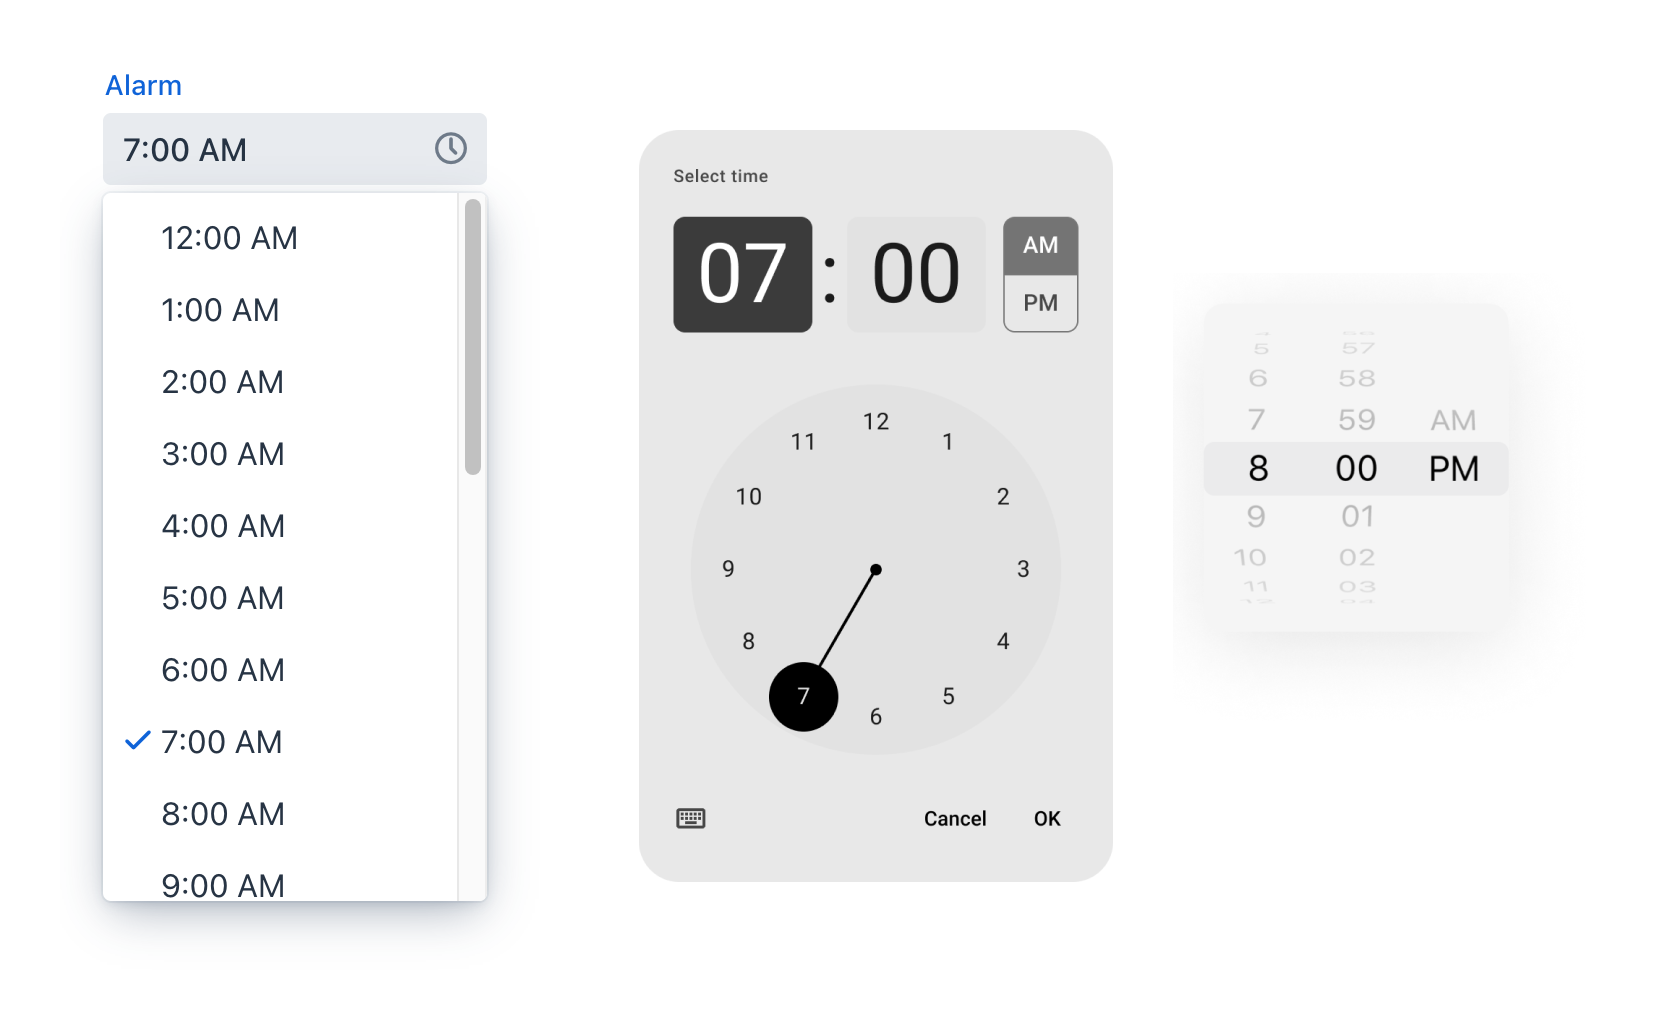 Alarm
7:00 AM
12:00 AM
1:00 AM
2:00 AM
3:00 AM
4:00 AM
5:00 AM
6:00 AM
7:00 AM
8:00 AM
9:00 AM
Select time
07 : 00
AM
PM
12
11 1
10 2
9 3
8 4
7 5
6
Cancel OK
5 57
6 58
7 59 AM
8 00 PM
9 01
10 02
11 03